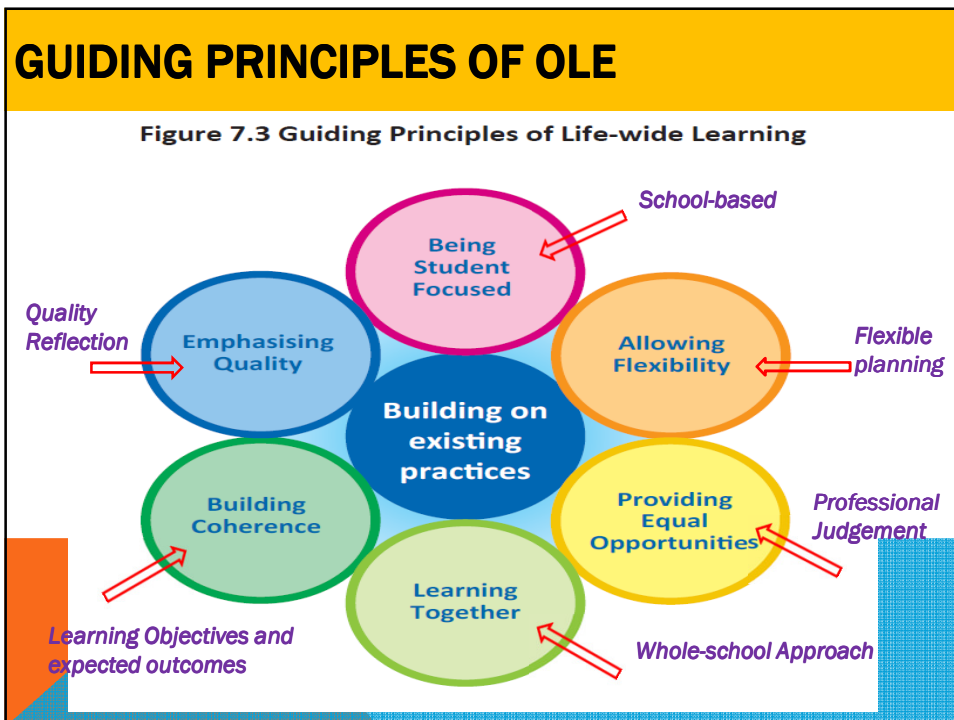 GUIDING PRINCIPLES OF OLE
Figure 7.3 Guiding Principles of Life-wide Learning
School-based
Being
Student
Focused
Quality
Reflection
Emphasising
Quality
Allowing
Flexibility
Flexible
planning
Building on
existing
practices
Building
Coherence
Providing
Equal
Opportunities
Professional
Judgement
Learning
Together
Learning Objectives and
expected outcomes
Whole-school Approach